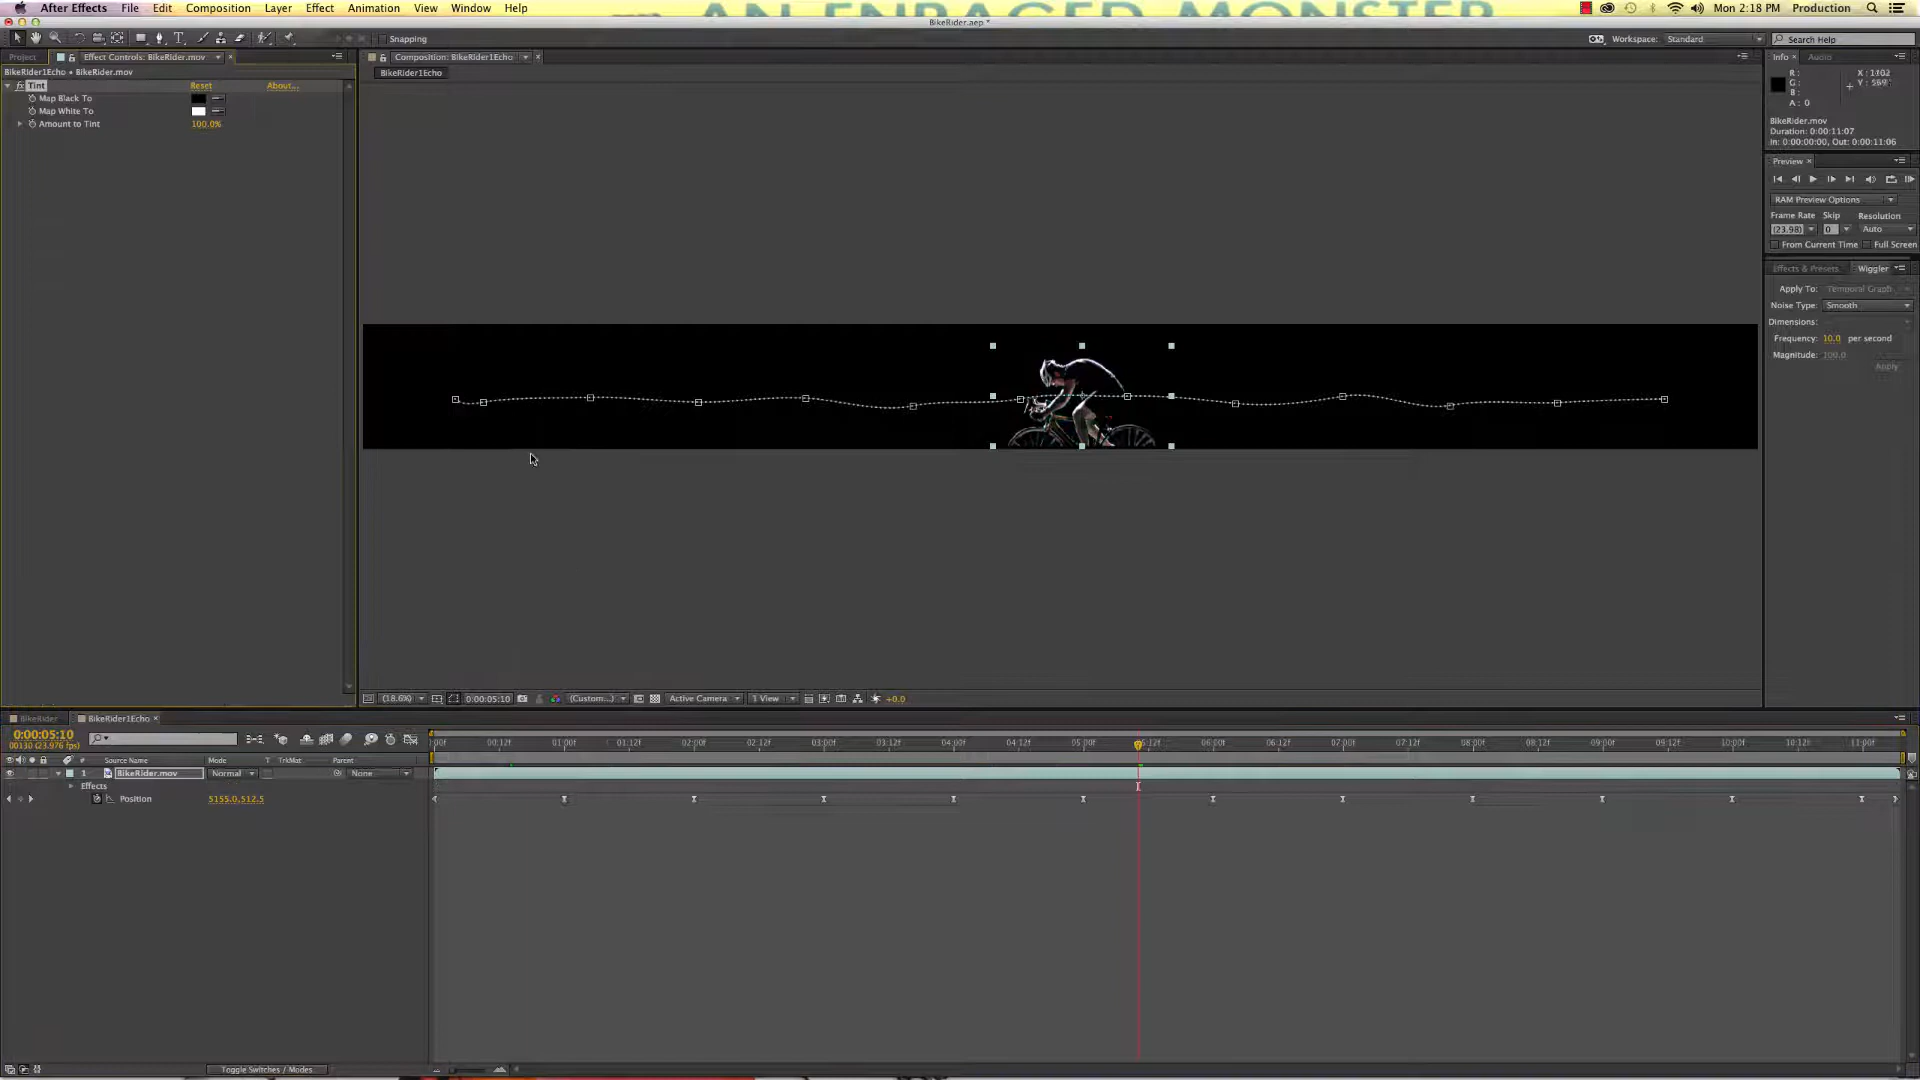 After Effects File Edit Composition Layer Effect Animation View Window Help Mon 2:18 PM Production
AN ENRAGED MONSTER
BikeRider.aep *
Snapping Workspace: Standard Search Help
Project Effect Controls: BikeRider.mov Composition: BikeRider1Echo Info Audio
BikeRider1Echo • BikeRider.mov BikeRider1Echo
fx Tint Reset About...
Map Black To
Map White To
Amount to Tint 100.0%
R :
G :
B :
A : 0
X : 1102
Y : 569
BikeRider.mov
Duration: 0:00:11:07
In: 0:00:00:00, Out: 0:00:11:06
Preview
RAM Preview Options
Frame Rate Skip Resolution
(23.98) 0 Auto
From Current Time Full Screen
Effects & Presets Wiggler
Apply To: Temporal Graph
Noise Type: Smooth
Dimensions:
Frequency: 10.0 per second
Magnitude: 100.0
Apply
(18.6%) 0:00:05:10 (Custom...) Active Camera 1 View +0.0
BikeRider BikeRider1Echo
0:00:05:10
00130 (23.976 fps)
:00f 00:12f 01:00f 01:12f 02:00f 02:12f 03:00f 03:12f 04:00f 04:12f 05:00f 05:12f 06:00f 06:12f 07:00f 07:12f 08:00f 08:12f 09:00f 09:12f 10:00f 10:12f 11:00f
# Source Name Mode T TrkMat Parent
1 BikeRider.mov Normal None
Effects
Position 5155.0,512.5
Toggle Switches / Modes